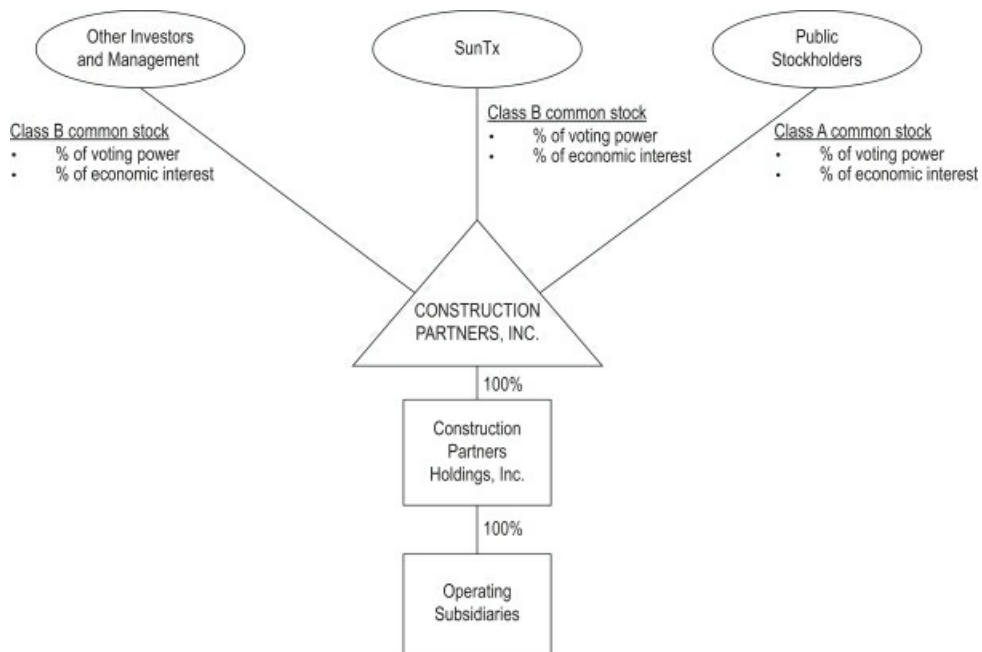 Other Investors
and Management
SunTx
Public
Stockholders
Class B common stock
• % of voting power
• % of economic interest
Class B common stock
• % of voting power
• % of economic interest
Class A common stock
• % of voting power
• % of economic interest
CONSTRUCTION
PARTNERS, INC.
100%
Construction
Partners
Holdings, Inc.
100%
Operating
Subsidiaries